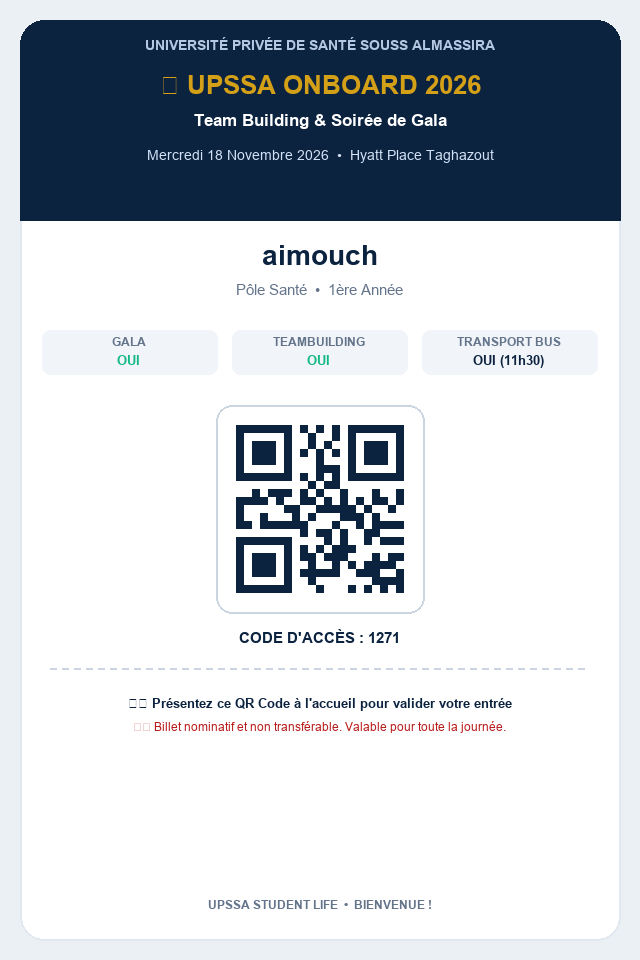 UNIVERSITÉ PRIVÉE DE SANTÉ SOUSS ALMASSIRA
UPSSA ONBOARD 2026
Team Building & Soirée de Gala
Mercredi 18 Novembre 2026 • Hyatt Place Taghazout
aimouch
Pôle Santé • 1ère Année
GALA
OUI
TEAMBUILDING
OUI
TRANSPORT BUS
OUI (11h30)
CODE D'ACCÈS : 1271
Présentez ce QR Code à l'accueil pour valider votre entrée
Billet nominatif et non transférable. Valable pour toute la journée.
UPSSA STUDENT LIFE • BIENVENUE !